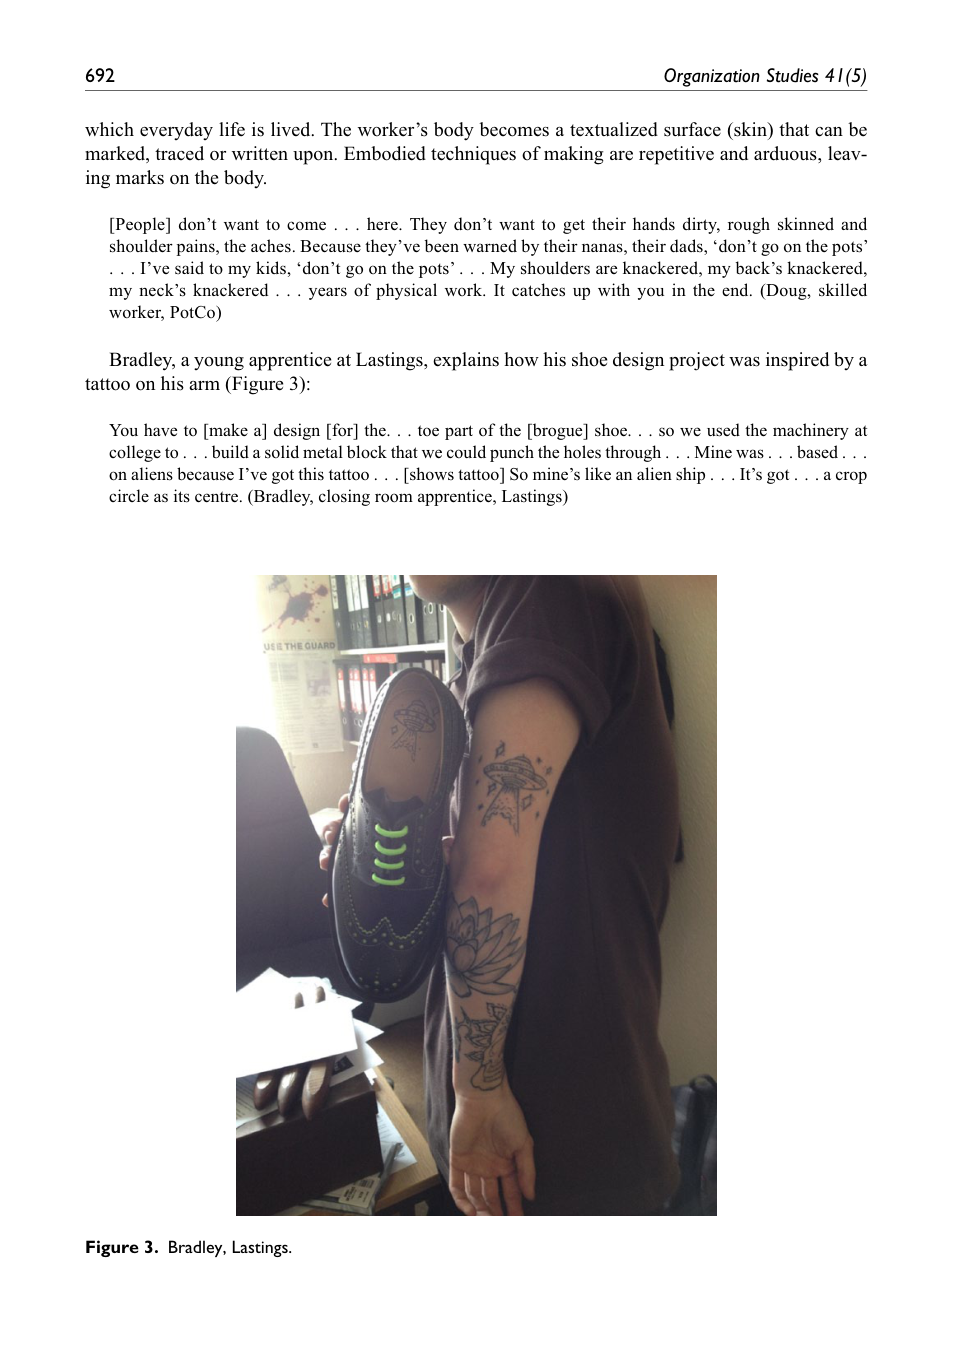 692
Organization Studies 41(5)
which everyday life is lived. The worker’s body becomes a textualized surface (skin) that can be
marked, traced or written upon. Embodied techniques of making are repetitive and arduous, leav-
ing marks on the body.
[People] don’t want to come . . . here. They don’t want to get their hands dirty, rough skinned and
shoulder pains, the aches. Because they’ve been warned by their nanas, their dads, ‘don’t go on the pots’
. . . I’ve said to my kids, ‘don’t go on the pots’ . . . My shoulders are knackered, my back’s knackered,
my neck’s knackered . . . years of physical work. It catches up with you in the end. (Doug, skilled
worker, PotCo)
Bradley, a young apprentice at Lastings, explains how his shoe design project was inspired by a
tattoo on his arm (Figure 3):
You have to [make a] design [for] the. . . toe part of the [brogue] shoe. . . so we used the machinery at
college to . . . build a solid metal block that we could punch the holes through . . . Mine was . . . based . . .
on aliens because I’ve got this tattoo . . . [shows tattoo] So mine’s like an alien ship . . . It’s got . . . a crop
circle as its centre. (Bradley, closing room apprentice, Lastings)
USE THE GUARD
Figure 3. Bradley, Lastings.